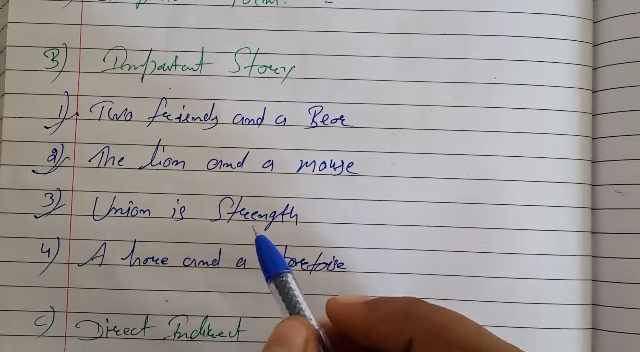 B) Important Story
1) Two friends and a Bear
2) The lion and a mouse
3) Union is Strength
4) A hare and a tortoise
C) Direct Indirect